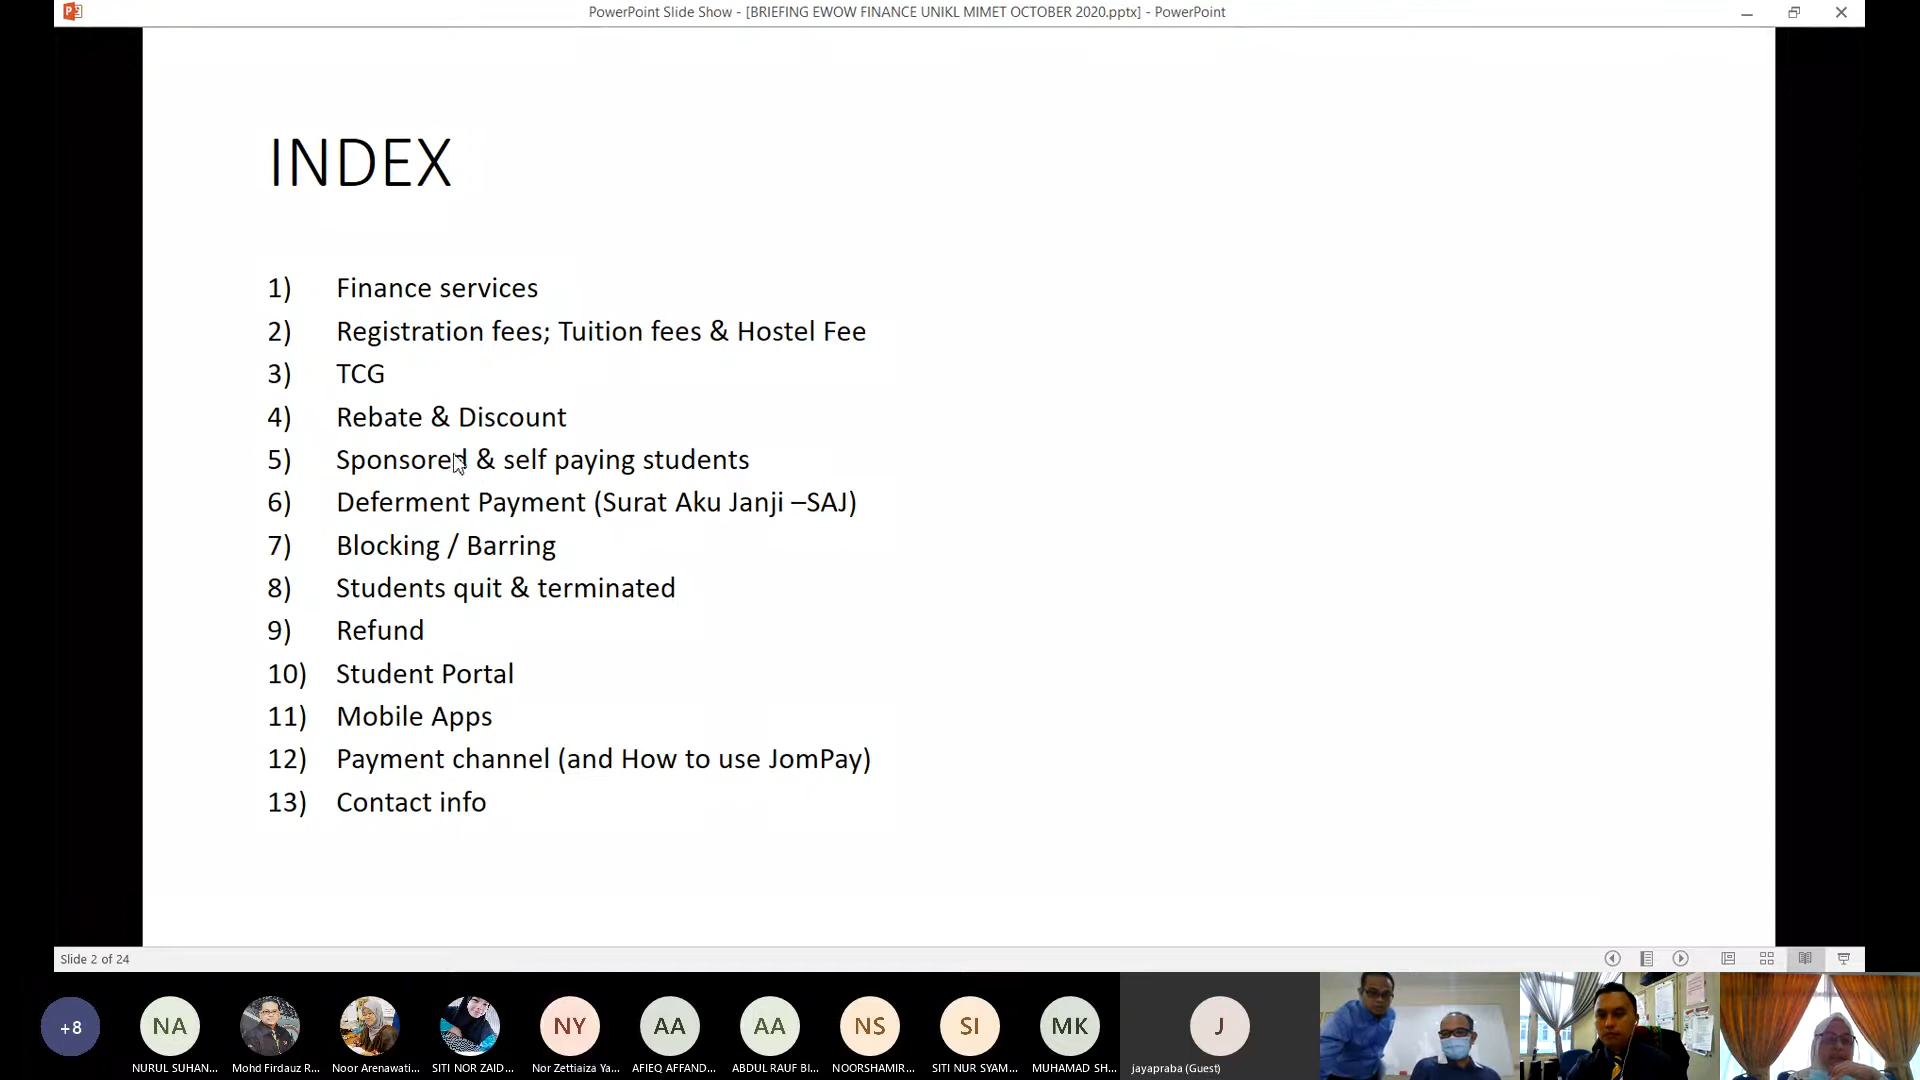 PowerPoint Slide Show - [BRIEFING EWOW FINANCE UNIKL MIMET OCTOBER 2020.pptx] - PowerPoint
INDEX
1) Finance services
2) Registration fees; Tuition fees & Hostel Fee
3) TCG
4) Rebate & Discount
5) Sponsored & self paying students
6) Deferment Payment (Surat Aku Janji –SAJ)
7) Blocking / Barring
8) Students quit & terminated
9) Refund
10) Student Portal
11) Mobile Apps
12) Payment channel (and How to use JomPay)
13) Contact info
Slide 2 of 24
+8 NA NY AA AA NS SI MK J
NURUL SUHAN... Mohd Firdauz R... Noor Arenawati... SITI NOR ZAID... Nor Zettiaiza Ya... AFIEQ AFFAND... ABDUL RAUF BI... NOORSHAMIR... SITI NUR SYAM... MUHAMAD SH... jayapraba (Guest)